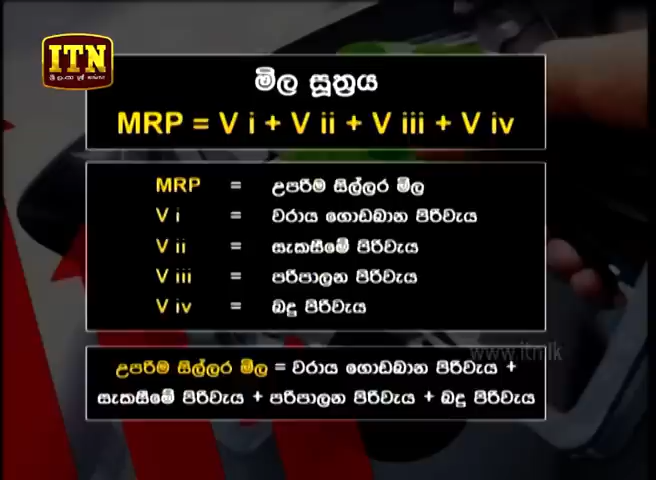 ITN
මිල සූත්‍රය
MRP = V i + V ii + V iii + V iv
MRP = උපරිම සිල්ලර මිල
V i = වරාය ගොඩබාන පිරිවැය
V ii = සැකසීමේ පිරිවැය
V iii = පරිපාලන පිරිවැය
V iv = බදු පිරිවැය
www.itn.lk
උපරිම සිල්ලර මිල = වරාය ගොඩබාන පිරිවැය +
සැකසීමේ පිරිවැය + පරිපාලන පිරිවැය + බදු පිරිවැය